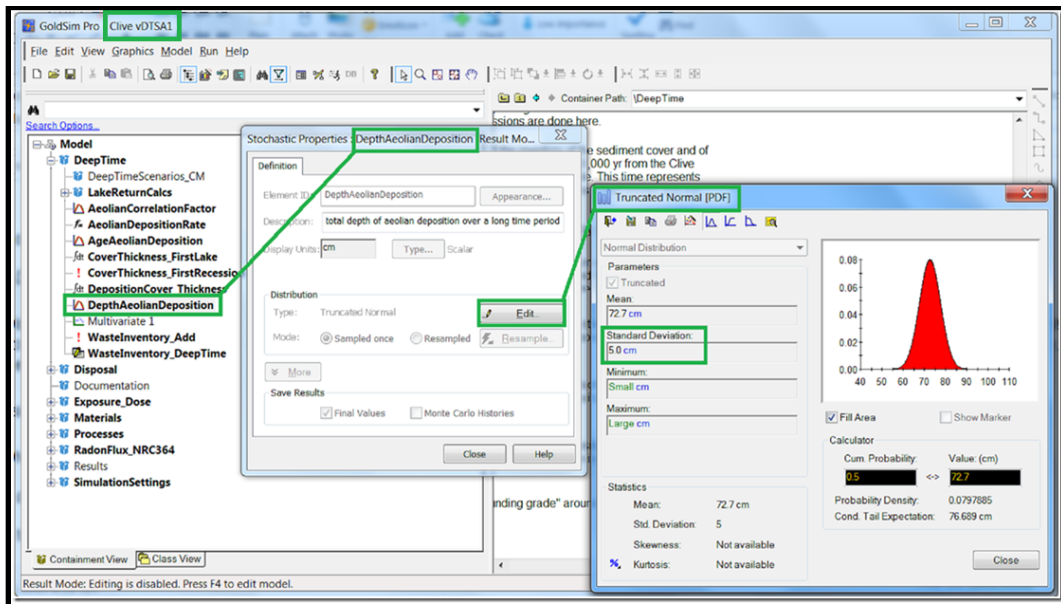 GoldSim Pro - Clive vDTSA1
File Edit View Graphics Model Run Help
Container Path: \DeepTime
Search Options...
Model
DeepTime
DeepTimeScenarios_CM
LakeReturnCalcs
AeolianCorrelationFactor
AeolianDepositionRate
AgeAeolianDeposition
CoverThickness_FirstLake
CoverThickness_FirstRecessio
DepositionCover_Thickness
DepthAeolianDeposition
Multivariate 1
WasteInventory_Add
WasteInventory_DeepTime
Disposal
Documentation
Exposure_Dose
Materials
Processes
RadonFlux_NRC364
Results
SimulationSettings
Containment View
Class View
Result Mode: Editing is disabled. Press F4 to edit model.
ssions are done here.
e sediment cover and of
,000 yr from the Clive
e. This time represents
nding grade" aroun
Stochastic Properties : DepthAeolianDeposition Result Mo...
Definition
Element ID: DepthAeolianDeposition
Appearance...
Description: total depth of aeolian deposition over a long time period
Display Units: cm
Type...
Scalar
Distribution
Type: Truncated Normal
Edit...
Mode: Sampled once Resampled
Resample...
More
Save Results
Final Values Monte Carlo Histories
Close Help
Truncated Normal [PDF]
Normal Distribution
Parameters
Truncated
Mean:
72.7 cm
Standard Deviation:
5.0 cm
Minimum:
Small cm
Maximum:
Large cm
Statistics
Mean: 72.7 cm
Std. Deviation: 5
Skewness: Not available
Kurtosis: Not available
0.08
0.06
0.04
0.02
0.00
40 50 60 70 80 90 100 110
Fill Area Show Marker
Calculator
Cum. Probability: Value: (cm)
0.5 <-> 72.7
Probability Density: 0.0797885
Cond. Tail Expectation: 76.689 cm
Close